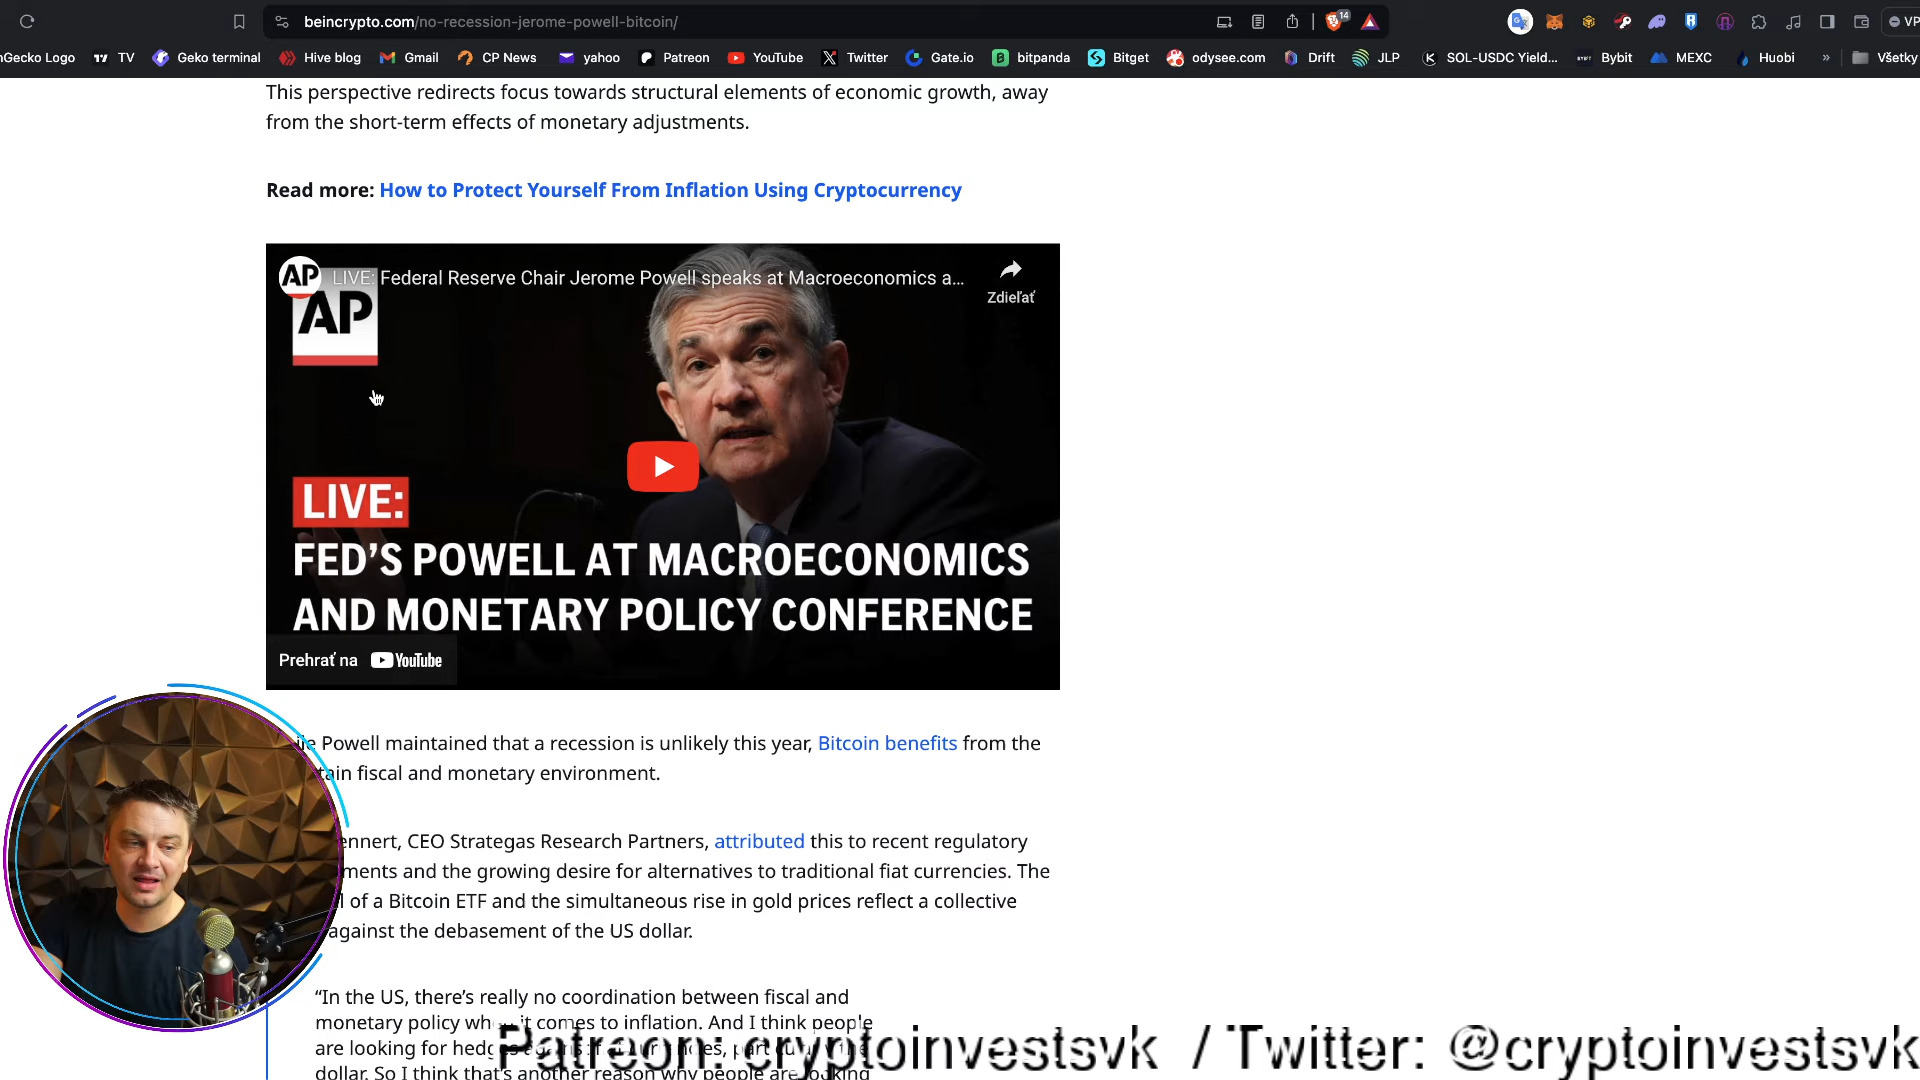 beincrypto.com/no-recession-jerome-powell-bitcoin/
14
VP
Gecko Logo TV Geko terminal Hive blog Gmail CP News yahoo Patreon YouTube Twitter Gate.io bitpanda Bitget odysee.com Drift JLP SOL-USDC Yield... Bybit MEXC Huobi » Všetky
This perspective redirects focus towards structural elements of economic growth, away
from the short-term effects of monetary adjustments.
Read more: How to Protect Yourself From Inflation Using Cryptocurrency
AP LIVE: Federal Reserve Chair Jerome Powell speaks at Macroeconomics a...
Zdieľať
AP
LIVE:
FED'S POWELL AT MACROECONOMICS
AND MONETARY POLICY CONFERENCE
Prehrať na YouTube
Powell maintained that a recession is unlikely this year, Bitcoin benefits from the
fiscal and monetary environment.
CEO Strategas Research Partners, attributed this to recent regulatory
and the growing desire for alternatives to traditional fiat currencies. The
of a Bitcoin ETF and the simultaneous rise in gold prices reflect a collective
against the debasement of the US dollar.
“In the US, there’s really no coordination between fiscal and
monetary policy when it comes to inflation. And I think people
are looking for
dollar. So I think that’s another reason why people are looking
Patreon: cryptoinvestsvk / Twitter: @cryptoinvestsvk